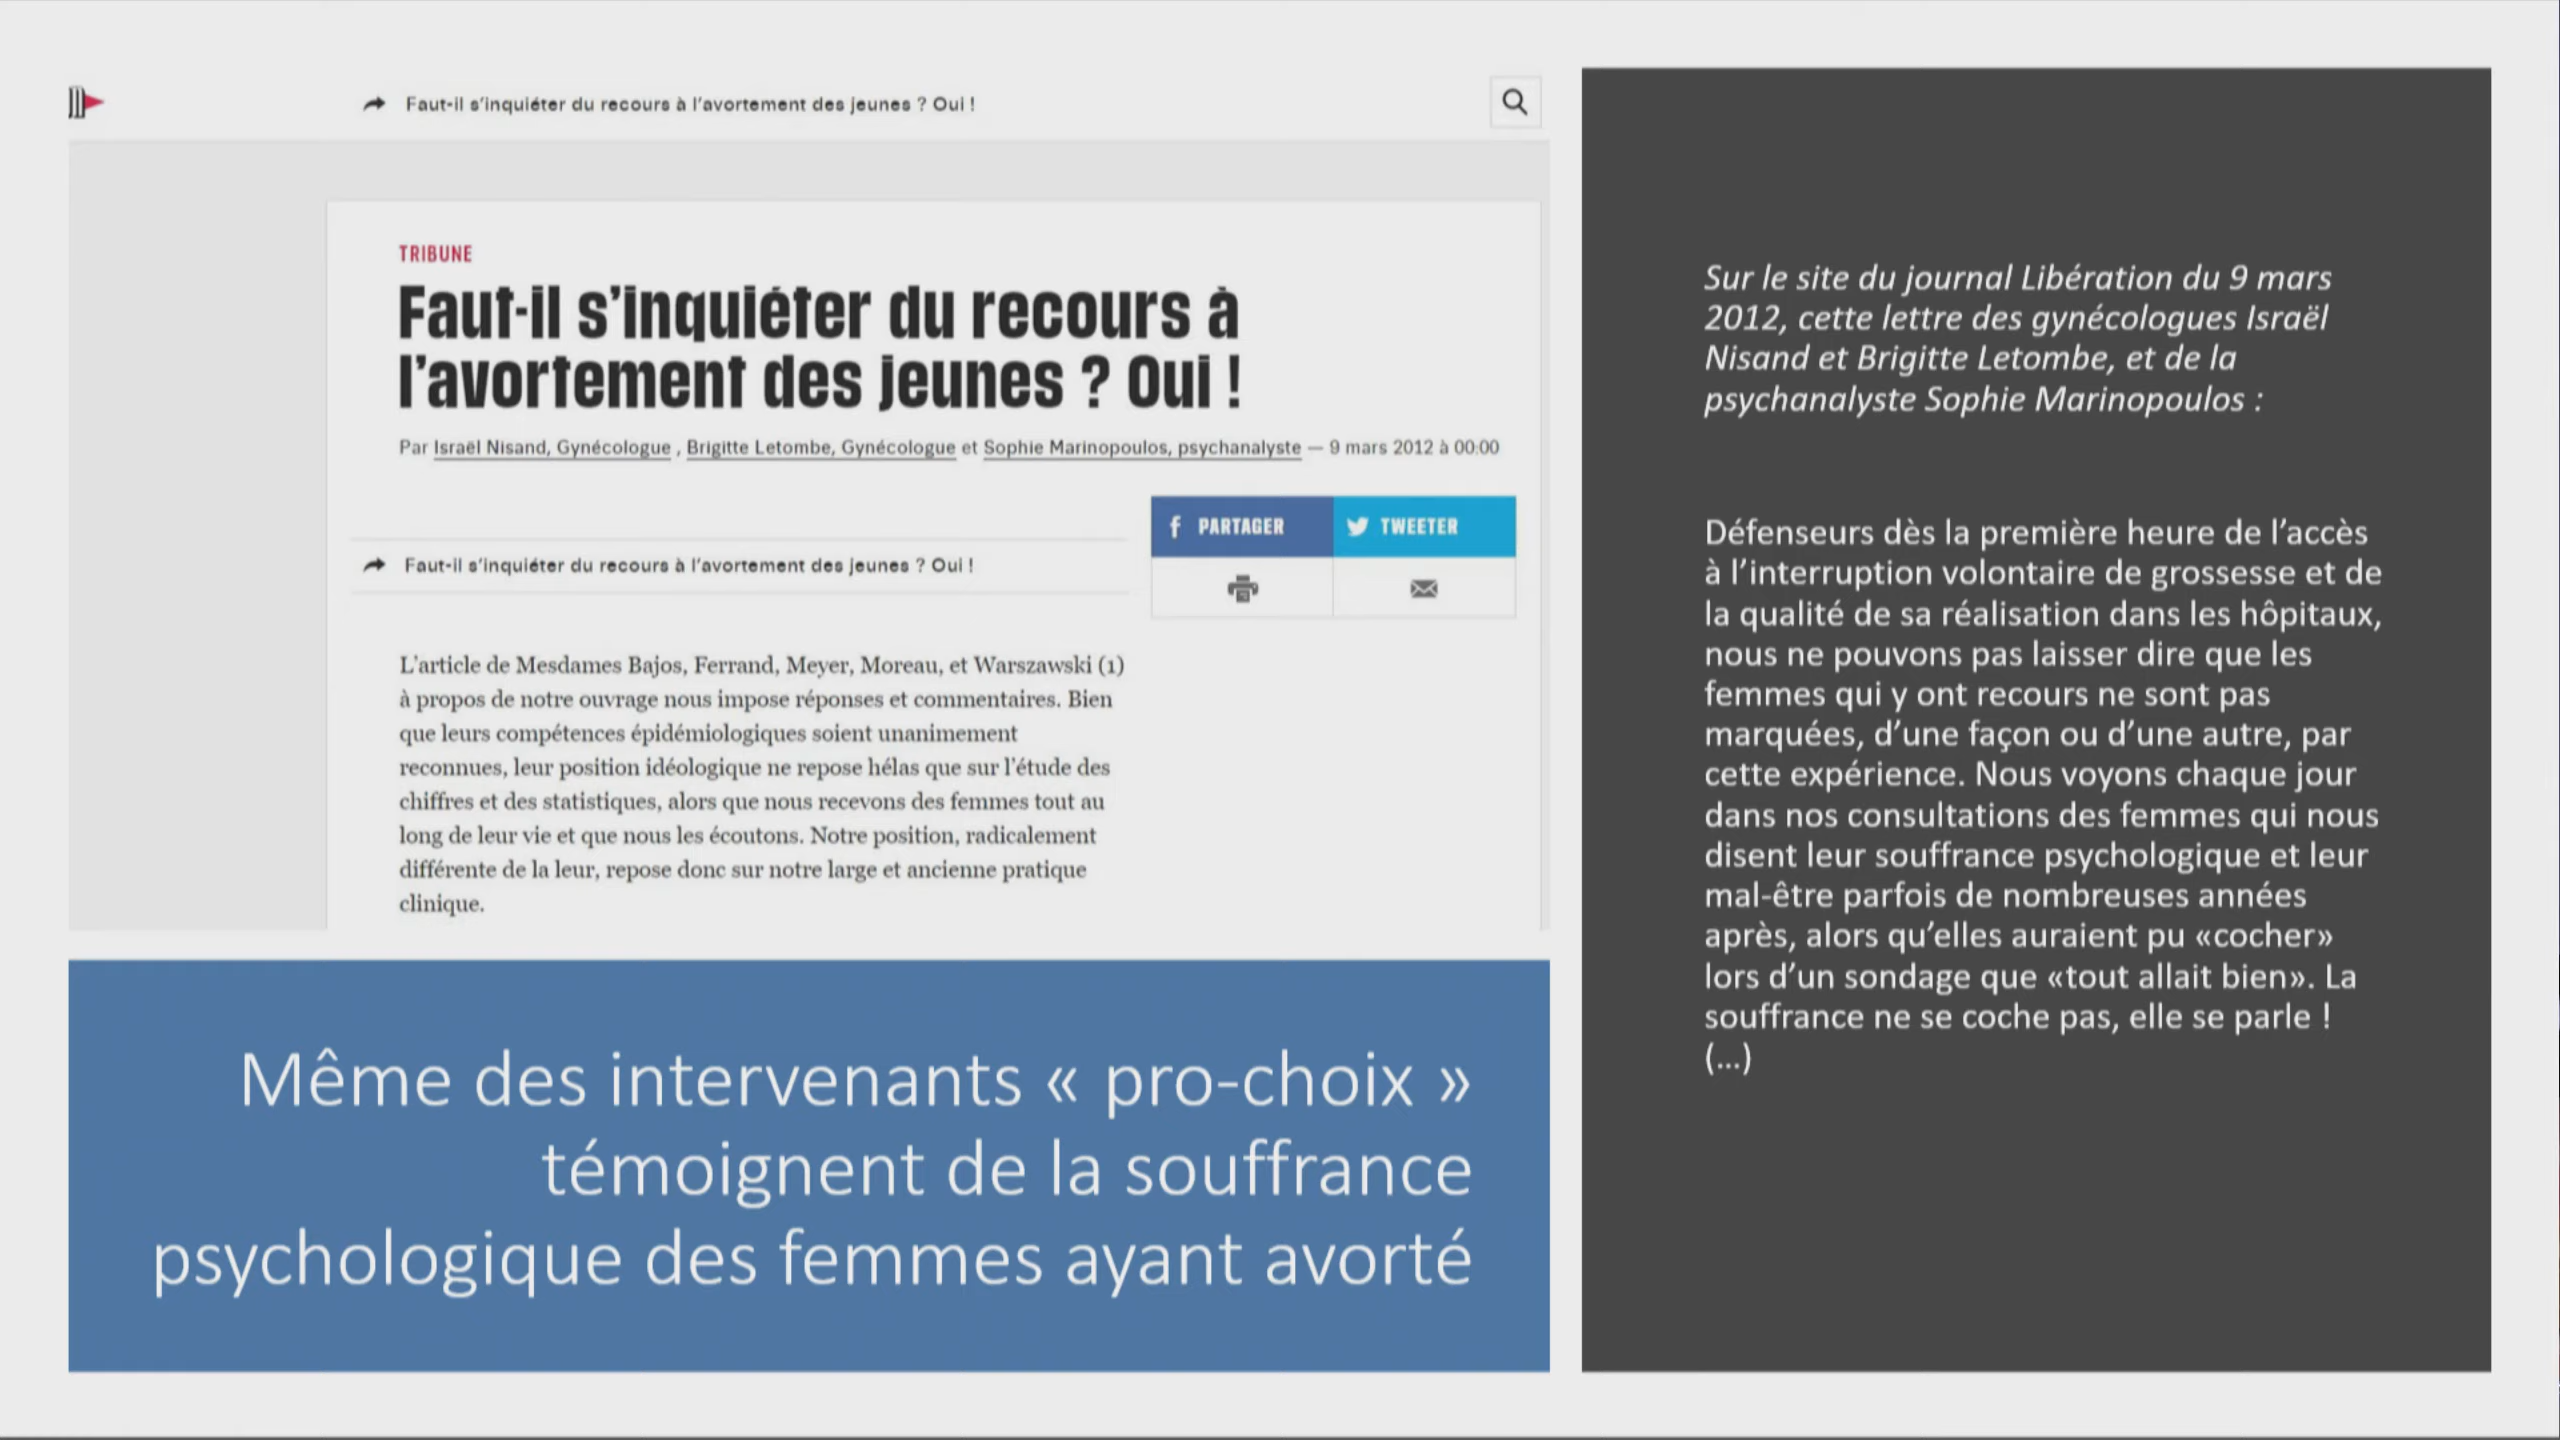 Faut-il s'inquiéter du recours à l'avortement des jeunes ? Oui !
TRIBUNE
Faut-il s'inquiéter du recours à
l'avortement des jeunes ? Oui !
Par Israël Nisand, Gynécologue , Brigitte Letombe, Gynécologue et Sophie Marinopoulos, psychanalyste — 9 mars 2012 à 00:00
f PARTAGER
TWEETER
Faut-il s'inquiéter du recours à l'avortement des jeunes ? Oui !
L'article de Mesdames Bajos, Ferrand, Meyer, Moreau, et Warszawski (1)
à propos de notre ouvrage nous impose réponses et commentaires. Bien
que leurs compétences épidémiologiques soient unanimement
reconnues, leur position idéologique ne repose hélas que sur l'étude des
chiffres et des statistiques, alors que nous recevons des femmes tout au
long de leur vie et que nous les écoutons. Notre position, radicalement
différente de la leur, repose donc sur notre large et ancienne pratique
clinique.
Même des intervenants « pro-choix »
témoignent de la souffrance
psychologique des femmes ayant avorté
Sur le site du journal Libération du 9 mars
2012, cette lettre des gynécologues Israël
Nisand et Brigitte Letombe, et de la
psychanalyste Sophie Marinopoulos :
Défenseurs dès la première heure de l'accès
à l'interruption volontaire de grossesse et de
la qualité de sa réalisation dans les hôpitaux,
nous ne pouvons pas laisser dire que les
femmes qui y ont recours ne sont pas
marquées, d'une façon ou d'une autre, par
cette expérience. Nous voyons chaque jour
dans nos consultations des femmes qui nous
disent leur souffrance psychologique et leur
mal-être parfois de nombreuses années
après, alors qu'elles auraient pu «cocher»
lors d'un sondage que «tout allait bien». La
souffrance ne se coche pas, elle se parle !
(...)